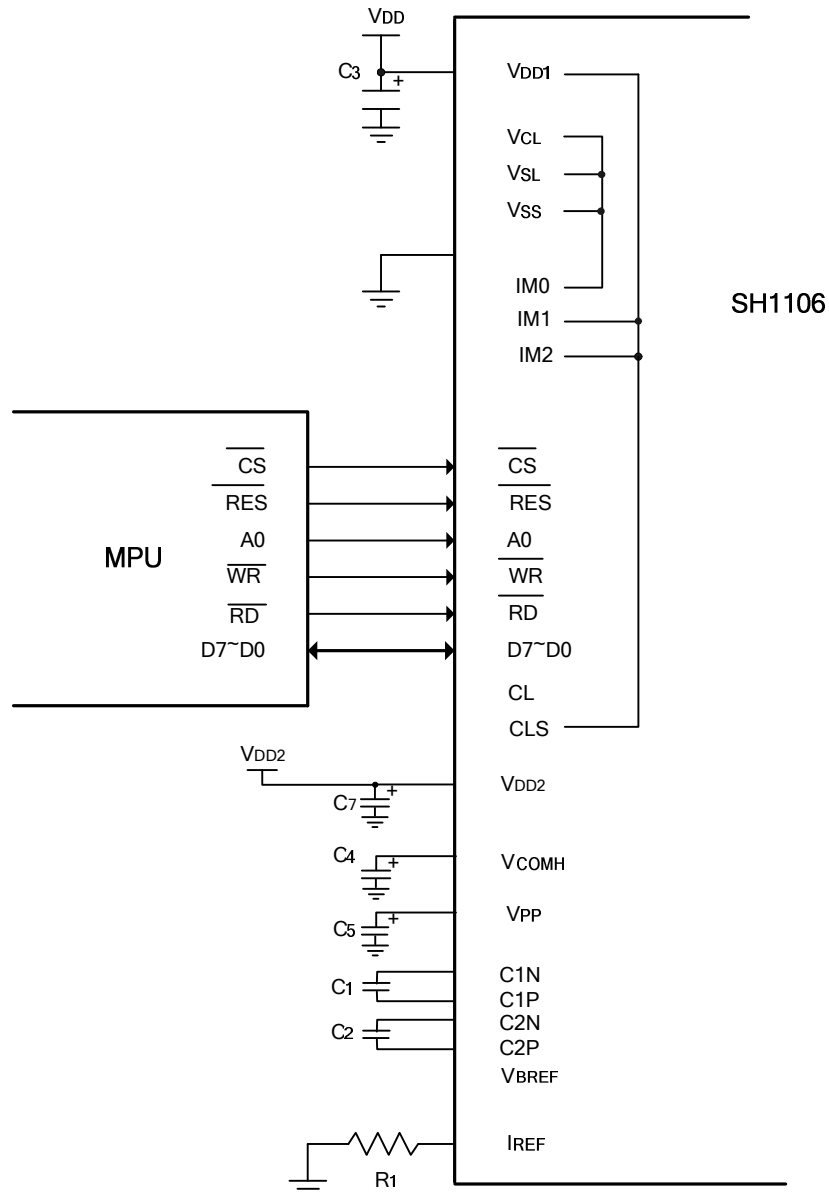 VDD
C3
+
VDD1
VCL
VSL
VSS
IM0
IM1
IM2
SH1106
MPU
CS
RES
A0
WR
RD
D7~D0
CS
RES
A0
WR
RD
D7~D0
CL
CLS
VDD2
C7
+
VDD2
C4
+
VCOMH
C5
+
VPP
C1
C1N
C1P
C2
C2N
C2P
VBREF
R1
IREF